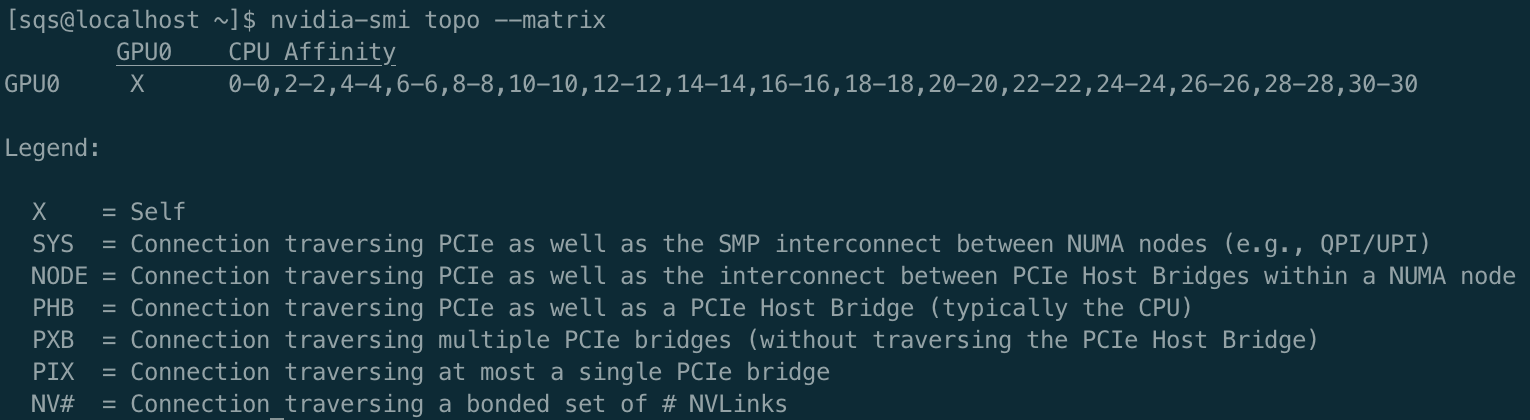 [sqs@localhost ~]$ nvidia-smi topo --matrix
GPU0 CPU Affinity
GPU0 X 0-0,2-2,4-4,6-6,8-8,10-10,12-12,14-14,16-16,18-18,20-20,22-22,24-24,26-26,28-28,30-30
Legend:
X = Self
SYS = Connection traversing PCIe as well as the SMP interconnect between NUMA nodes (e.g., QPI/UPI)
NODE = Connection traversing PCIe as well as the interconnect between PCIe Host Bridges within a NUMA node
PHB = Connection traversing PCIe as well as a PCIe Host Bridge (typically the CPU)
PXB = Connection traversing multiple PCIe bridges (without traversing the PCIe Host Bridge)
PIX = Connection traversing at most a single PCIe bridge
NV# = Connection traversing a bonded set of # NVLinks